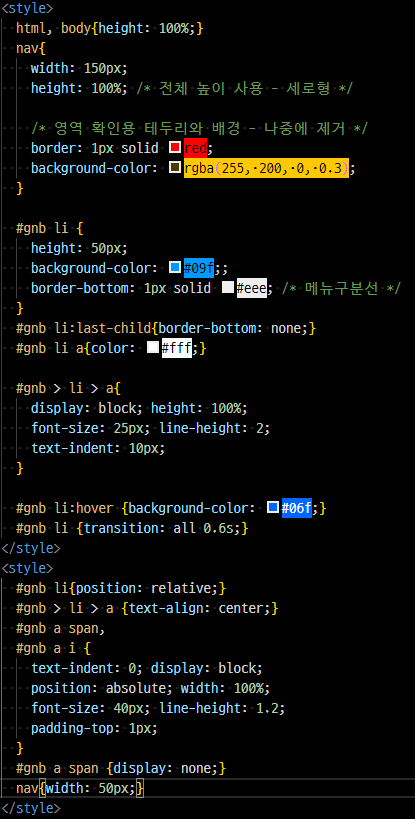 <style>
html, body{height: 100%;}
nav{
width: 150px;
height: 100%; /* 전체 높이 사용 - 세로형 */
/* 영역 확인용 테두리와 배경 - 나중에 제거 */
border: 1px solid red;
background-color: rgba(255, 200, 0, 0.3);
}
#gnb li {
height: 50px;
background-color: #09f;;
border-bottom: 1px solid #eee; /* 메뉴구분선 */
}
#gnb li:last-child{border-bottom: none;}
#gnb li a{color: #fff;}
#gnb > li > a{
display: block; height: 100%;
font-size: 25px; line-height: 2;
text-indent: 10px;
}
#gnb li:hover {background-color: #06f;}
#gnb li {transition: all 0.6s;}
</style>
<style>
#gnb li{position: relative;}
#gnb > li > a {text-align: center;}
#gnb a span,
#gnb a i {
text-indent: 0; display: block;
position: absolute; width: 100%;
font-size: 40px; line-height: 1.2;
padding-top: 1px;
}
#gnb a span {display: none;}
nav{width: 50px;}
</style>